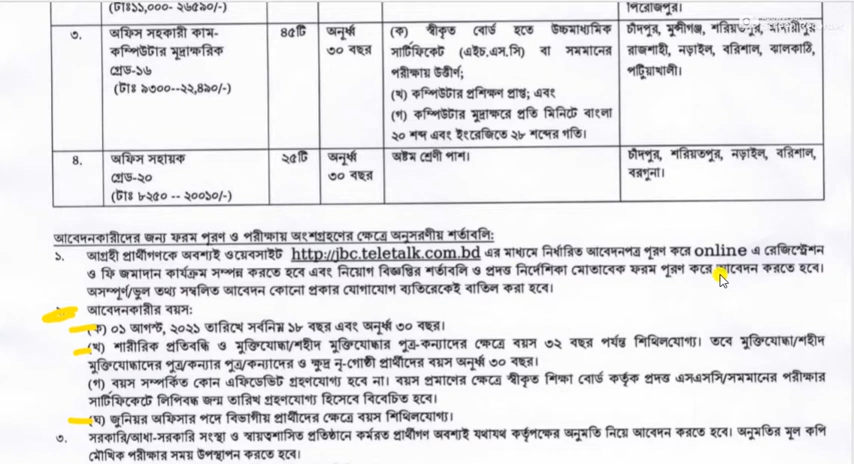 (টাঃ১১,০০০- ২৬৫৯০/-)
পিরোজপুর।
৩.
অফিস সহকারী কাম-
কম্পিউটার মুদ্রাক্ষরিক
গ্রেড-১৬
(টাঃ ৯৩০০--২২,৪৯০/-)
৪৫টি
অনূর্ধ্ব
৩০ বছর
(ক) স্বীকৃত বোর্ড হতে উচ্চমাধ্যমিক
সার্টিফিকেট (এইচ.এস.সি) বা সমমানের
পরীক্ষায় উত্তীর্ণ;
(খ) কম্পিউটার প্রশিক্ষণ প্রাপ্ত; এবং
(গ) কম্পিউটার মুদ্রাক্ষরে প্রতি মিনিটে বাংলা
২০ শব্দ এবং ইংরেজিতে ২৮ শব্দের গতি।
চাঁদপুর, মুন্সীগঞ্জ, শরিয়তপুর, মাদারীপুর
রাজশাহী, নড়াইল, বরিশাল, ঝালকাঠি,
পটুয়াখালী।
৪.
অফিস সহায়ক
গ্রেড-২০
(টাঃ ৮২৫০ -- ২০০১০/-)
২৫টি
অনূর্ধ্ব
৩০ বছর
অষ্টম শ্রেণী পাশ।
চাঁদপুর, শরিয়তপুর, নড়াইল, বরিশাল,
বরগুনা।
আবেদনকারীদের জন্য ফরম পূরণ ও পরীক্ষায় অংশগ্রহণের ক্ষেত্রে অনুসরণীয় শর্তাবলি:
১. আগ্রহী প্রার্থীগণকে অবশ্যই ওয়েবসাইট http://jbc.teletalk.com.bd এর মাধ্যমে নির্ধারিত আবেদনপত্র পূরণ করে online এ রেজিস্ট্রেশন
ও ফি জমাদান কার্যক্রম সম্পন্ন করতে হবে এবং নিয়োগ বিজ্ঞপ্তির শর্তাবলি ও প্রদত্ত নির্দেশিকা মোতাবেক ফরম পূরণ করে আবেদন করতে হবে।
অসম্পূর্ণ/ভুল তথ্য সম্বলিত আবেদন কোনো প্রকার যোগাযোগ ব্যতিরেকেই বাতিল করা হবে।
২. আবেদনকারীর বয়স:
(ক) ০১ আগস্ট, ২০২১ তারিখে সর্বনিম্ন ১৮ বছর এবং অনূর্ধ্ব ৩০ বছর।
(খ) শারীরিক প্রতিবন্ধি ও মুক্তিযোদ্ধা/শহীদ মুক্তিযোদ্ধার পুত্র-কন্যাদের ক্ষেত্রে বয়স ৩২ বছর পর্যন্ত শিথিলযোগ্য। তবে মুক্তিযোদ্ধা/শহীদ
মুক্তিযোদ্ধাদের পুত্র/কন্যার পুত্র/কন্যাদের ও ক্ষুদ্র নৃ-গোষ্ঠী প্রার্থীদের বয়স অনূর্ধ্ব ৩০ বছর।
(গ) বয়স সম্পর্কিত কোন এফিডেভিট গ্রহণযোগ্য হবে না। বয়স প্রমাণের ক্ষেত্রে স্বীকৃত শিক্ষা বোর্ড কর্তৃক প্রদত্ত এসএসসি/সমমানের পরীক্ষার
সার্টিফিকেটে লিপিবদ্ধ জন্ম তারিখ গ্রহণযোগ্য হিসেবে বিবেচিত হবে।
(ঘ) জুনিয়র অফিসার পদে বিভাগীয় প্রার্থীদের ক্ষেত্রে বয়স শিথিলযোগ্য।
৩. সরকারি/আধা-সরকারি সংস্থা ও স্বায়ত্বশাসিত প্রতিষ্ঠানে কর্মরত প্রার্থীগণ অবশ্যই যথাযথ কর্তৃপক্ষের অনুমতি নিয়ে আবেদন করতে হবে। অনুমতির মূল কপি
মৌখিক পরীক্ষার সময় উপস্থাপন করতে হবে।